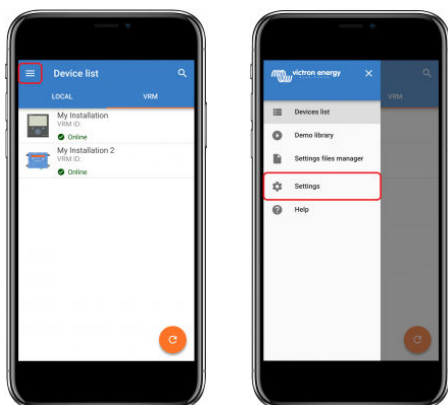 Device list
LOCAL
VRM
My Installation
VRM ID:
Online
My Installation 2
VRM ID:
Online
victron energy
VRM
Devices list
Demo library
Settings files manager
Settings
Help